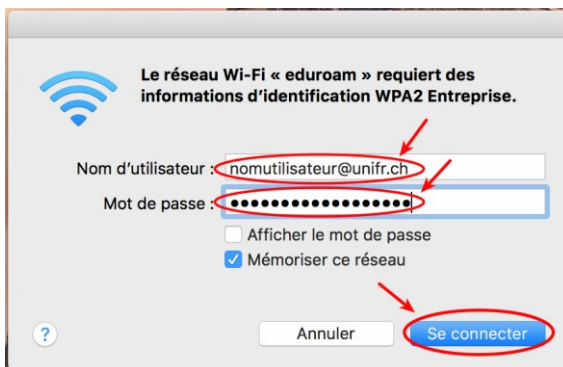 Le réseau Wi-Fi « eduroam » requiert des
informations d'identification WPA2 Entreprise.
Nom d'utilisateur : nomutilisateur@unifr.ch
Mot de passe : ●●●●●●●●●●●●●●●●●●
Afficher le mot de passe
Mémoriser ce réseau
? Annuler Se connecter